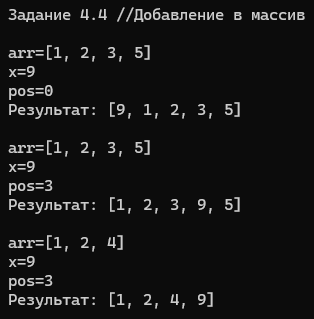 Задание 4.4 //Добавление в массив
arr=[1, 2, 3, 5]
x=9
pos=0
Результат: [9, 1, 2, 3, 5]
arr=[1, 2, 3, 5]
x=9
pos=3
Результат: [1, 2, 3, 9, 5]
arr=[1, 2, 4]
x=9
pos=3
Результат: [1, 2, 4, 9]